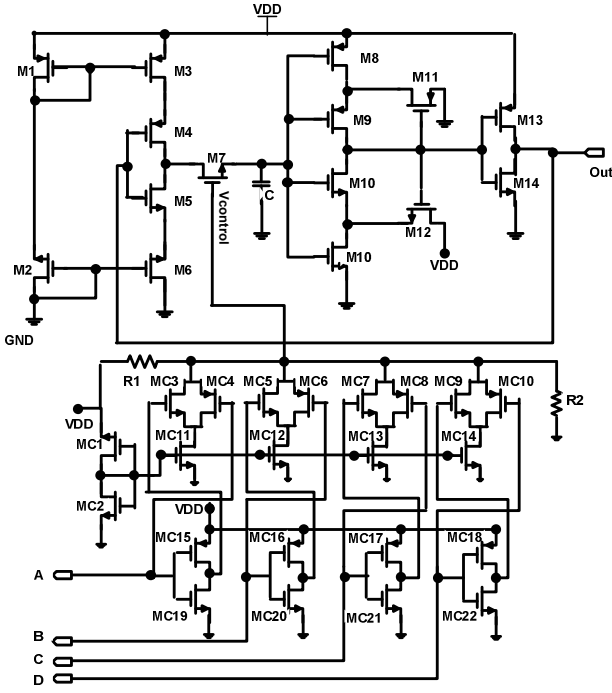 VDD
M1
M3
M8
M11
M4
M9
M13
M7
Out
M5
C
M10
M14
Vcontrol
M12
M2
M6
M10
VDD
GND
R1
MC3
MC4
MC5
MC6
MC7
MC8
MC9
MC10
R2
VDD
MC1
MC11
MC12
MC13
MC14
MC2
VDD
MC15
MC16
MC17
MC18
A
MC19
MC20
MC21
MC22
B
C
D